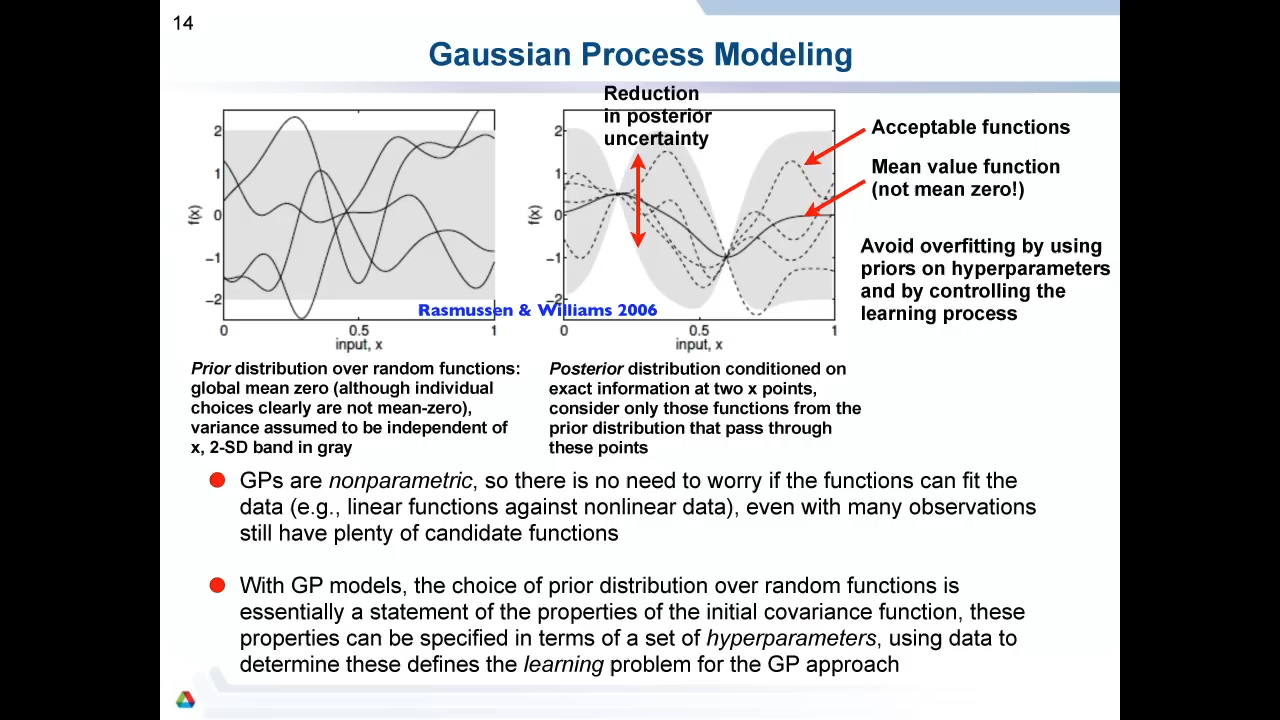 14
Gaussian Process Modeling
Reduction
in posterior
uncertainty
2
1
0
−1
−2
f(x)
0
0.5
1
input, x
2
1
0
−1
−2
f(x)
0
0.5
1
input, x
Rasmussen & Williams 2006
Acceptable functions
Mean value function
(not mean zero!)
Avoid overfitting by using
priors on hyperparameters
and by controlling the
learning process
Prior distribution over random functions:
global mean zero (although individual
choices clearly are not mean-zero),
variance assumed to be independent of
x, 2-SD band in gray
Posterior distribution conditioned on
exact information at two x points,
consider only those functions from the
prior distribution that pass through
these points
GPs are nonparametric, so there is no need to worry if the functions can fit the
data (e.g., linear functions against nonlinear data), even with many observations
still have plenty of candidate functions
With GP models, the choice of prior distribution over random functions is
essentially a statement of the properties of the initial covariance function, these
properties can be specified in terms of a set of hyperparameters, using data to
determine these defines the learning problem for the GP approach